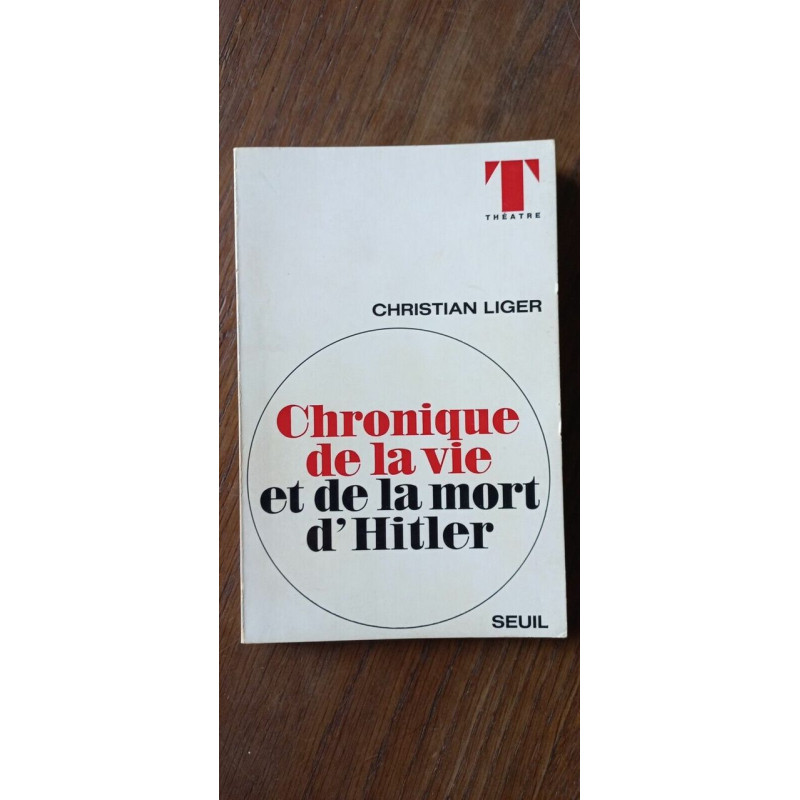 T
THÉATRE
CHRISTIAN LIGER
Chronique
de la vie
et de la mort
d'Hitler
SEUIL